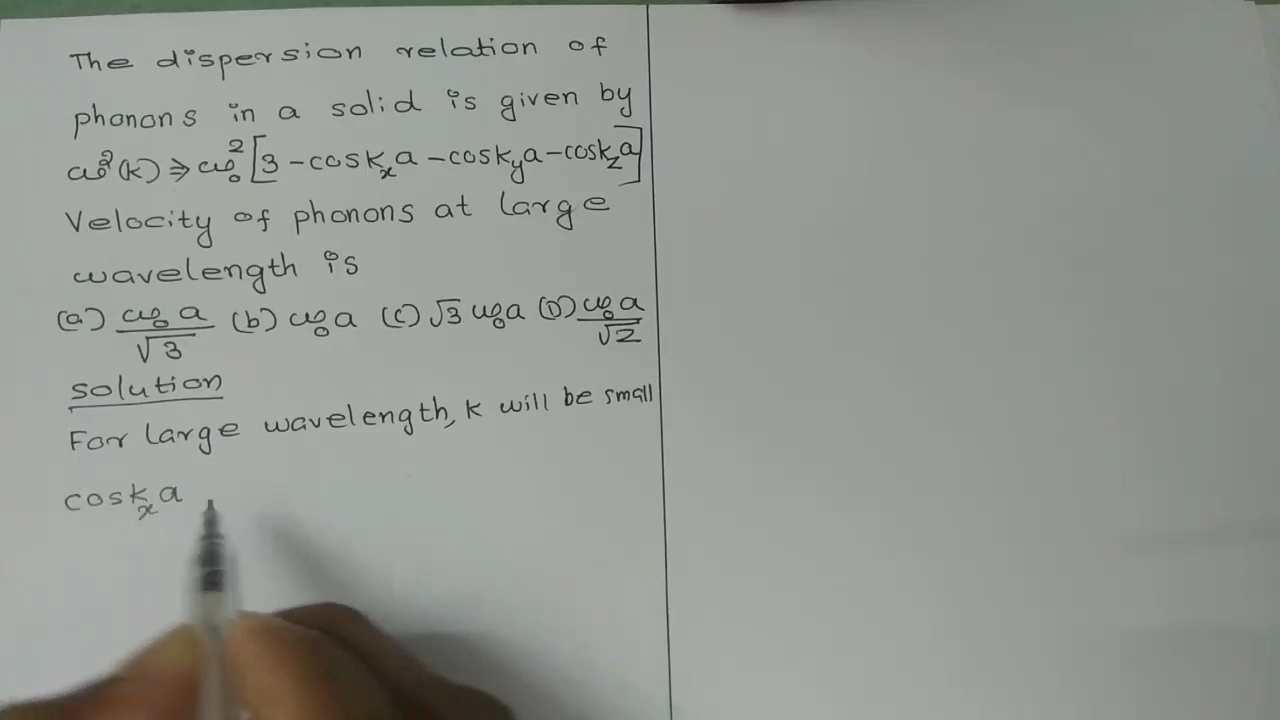 The dispersion relation of
phonons in a solid is given by
ω²(k) ⇒ ω₀² [3 - cos kₓa - cos k_y a - cos k_z a]
Velocity of phonons at large
wavelength is
(a) ω₀a/√3 (b) ω₀a (c) √3 ω₀a (D) ω₀a/√2
solution
For large wavelength, k will be small
cos kₓa